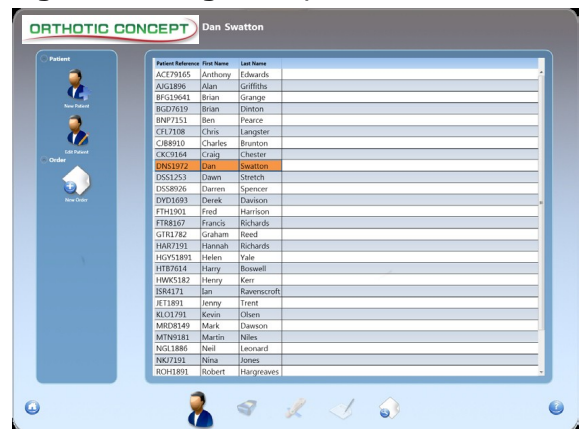 ORTHOTIC CONCEPT
Dan Swatton
Patient
New Patient
Edit Patient
Order
New Order
Patient Reference First Name Last Name
ACE79165 Anthony Edwards
AJG1896 Alan Griffiths
BFG19641 Brian Grange
BGD7619 Brian Dinton
BNP7151 Ben Pearce
CFL7108 Chris Langster
CJB8910 Charles Brunton
CKC9164 Craig Chester
DNS1972 Dan Swatton
DSS1253 Dawn Stretch
DSS8926 Darren Spencer
DYD1693 Derek Davison
FTH1901 Fred Harrison
FTR8167 Francis Richards
GTR1782 Graham Reed
HAR7191 Hannah Richards
HGY51891 Helen Yale
HTB7614 Harry Boswell
HWK5182 Henry Kerr
ISR4171 Ian Ravenscroft
JET1891 Jenny Trent
KLO1791 Kevin Olsen
MRD8149 Mark Dawson
MTN9181 Martin Niles
NGL1886 Neil Leonard
NKJ7191 Nina Jones
ROH1891 Robert Hargreaves